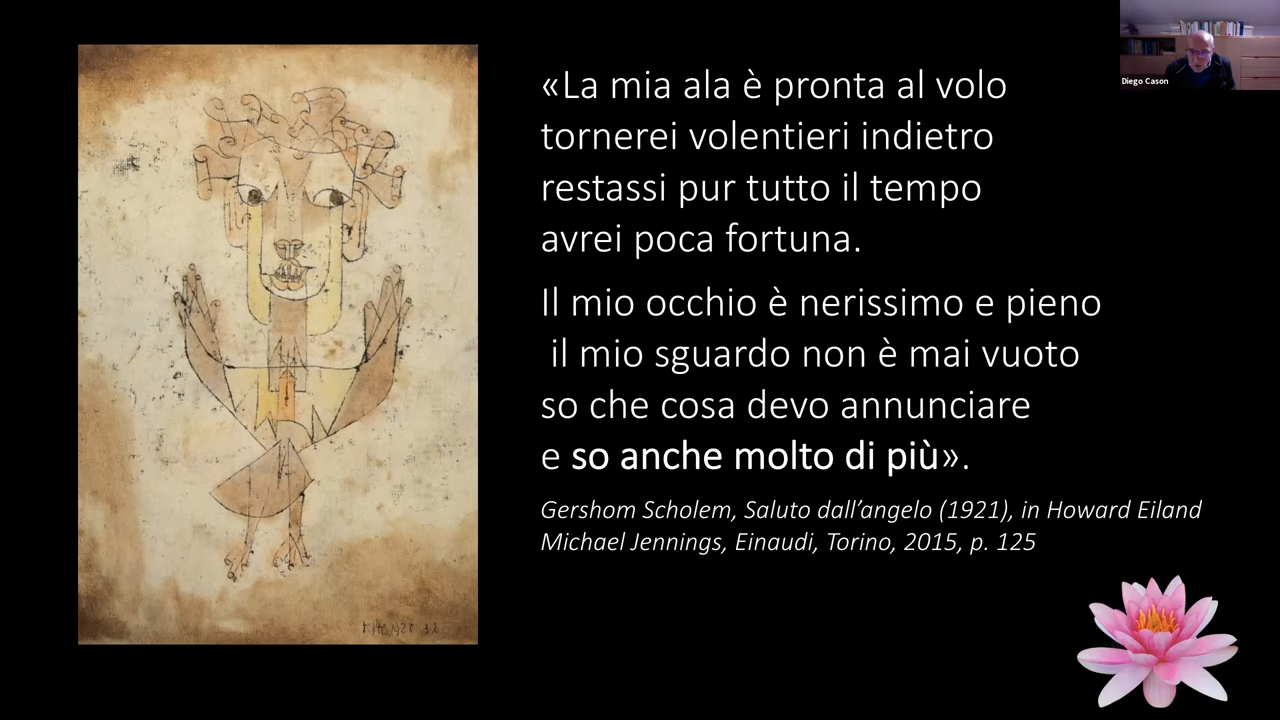 «La mia ala è pronta al volo
tornerei volentieri indietro
restassi pur tutto il tempo
avrei poca fortuna.
Il mio occhio è nerissimo e pieno
il mio sguardo non è mai vuoto
so che cosa devo annunciare
e so anche molto di più».
Gershom Scholem, Saluto dall’angelo (1921), in Howard Eiland
Michael Jennings, Einaudi, Torino, 2015, p. 125
Diego Cason